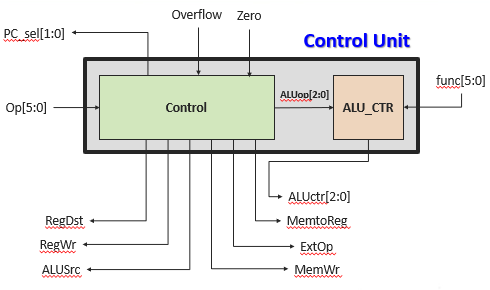 Overflow
Zero
PC_sel[1:0]
Control Unit
func[5:0]
ALUop[2:0]
Op[5:0]
Control
ALU_CTR
ALUctr[2:0]
RegDst
MemtoReg
RegWr
ExtOp
ALUSrc
MemWr